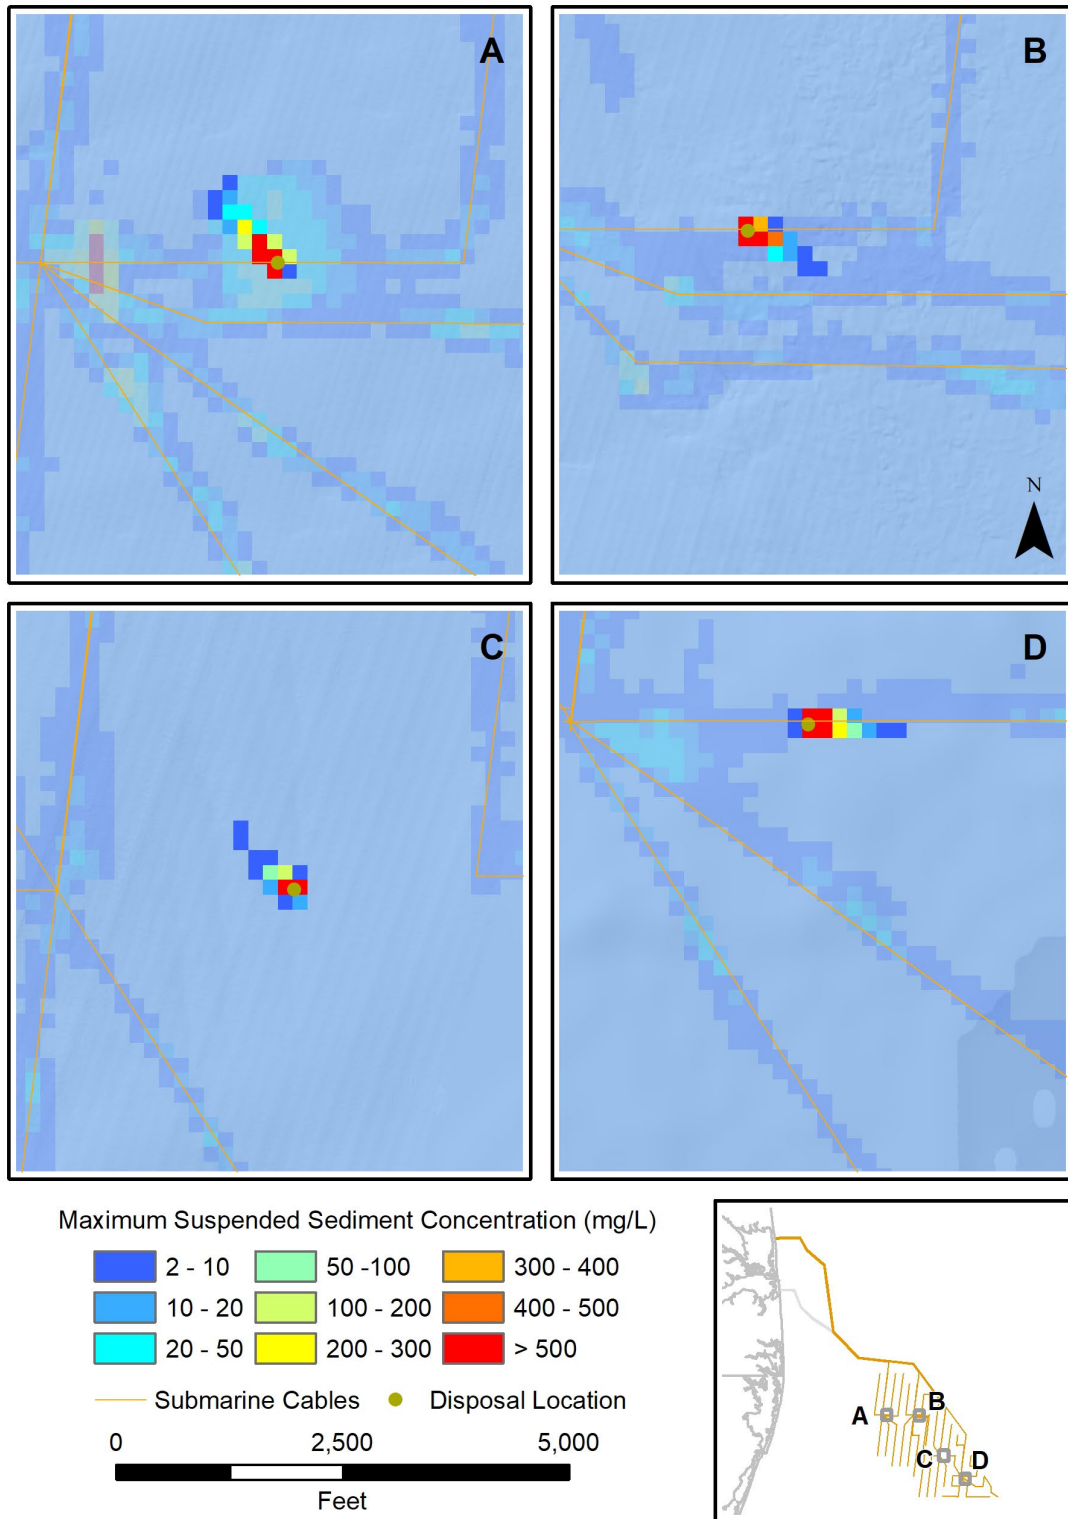 A
B
N
C
D
Maximum Suspended Sediment Concentration (mg/L)
2 - 10
50 -100
300 - 400
10 - 20
100 - 200
400 - 500
20 - 50
200 - 300
> 500
Submarine Cables
Disposal Location
0
2,500
5,000
Feet
A
B
C
D